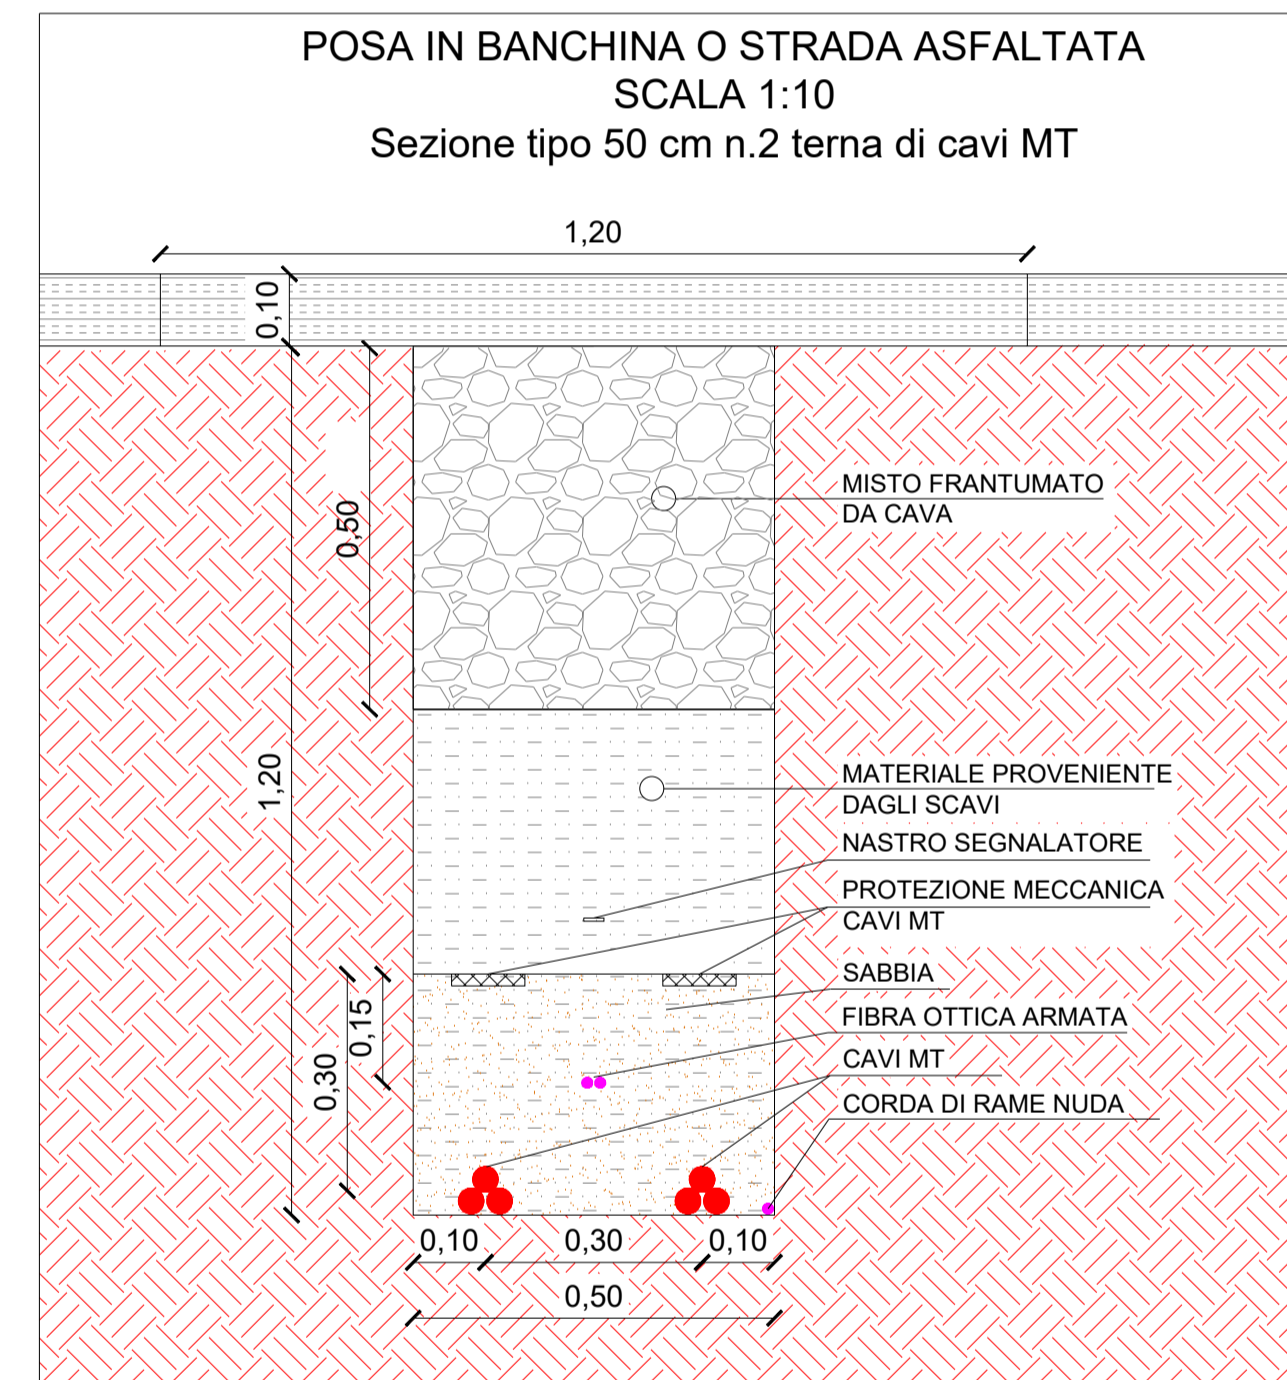 POSA IN BANCHINA O STRADA ASFALTATA
SCALA 1:10
Sezione tipo 50 cm n.2 terna di cavi MT
1,20
0,10
0,50
MISTO FRANTUMATO
DA CAVA
1,20
MATERIALE PROVENIENTE
DAGLI SCAVI
NASTRO SEGNALATORE
PROTEZIONE MECCANICA
CAVI MT
SABBIA
0,15
FIBRA OTTICA ARMATA
0,30
CAVI MT
CORDA DI RAME NUDA
0,10
0,30
0,10
0,50